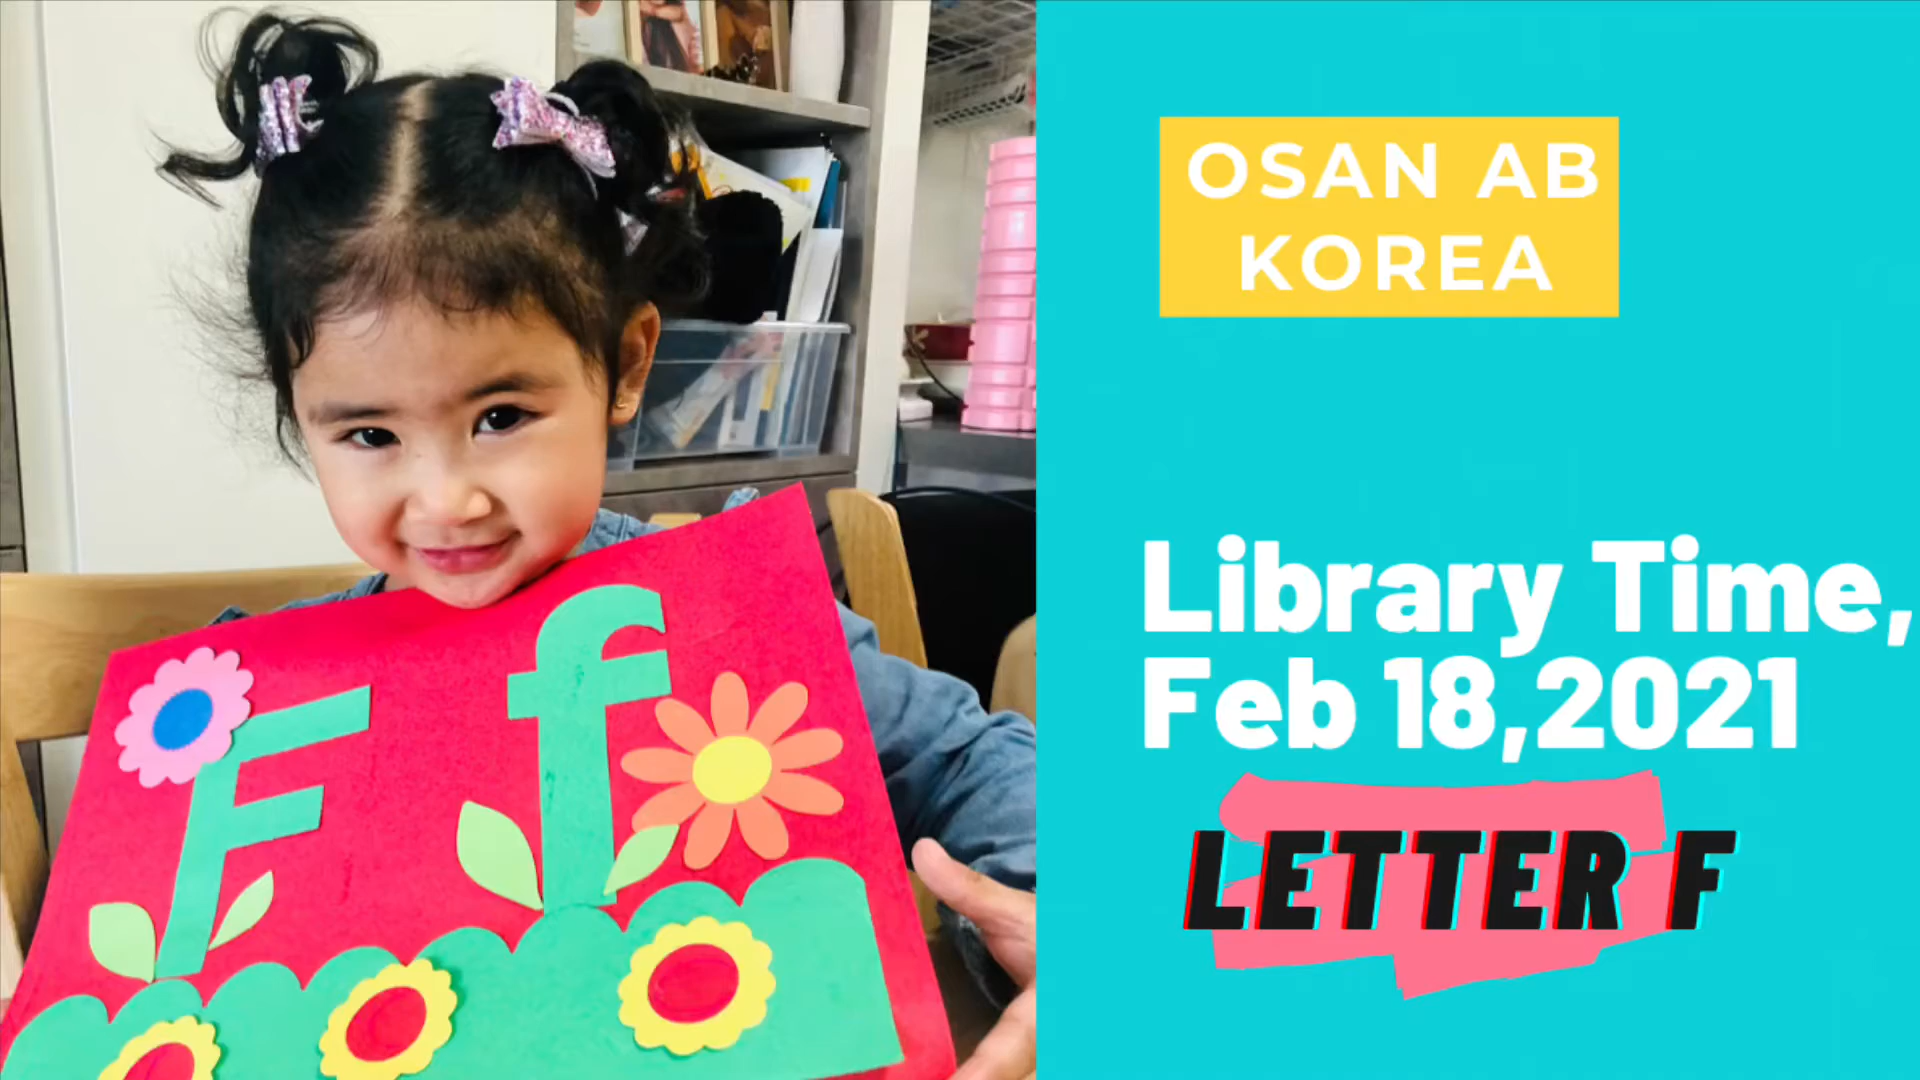 F f
OSAN AB
KOREA
Library Time,
Feb 18,2021
LETTER F